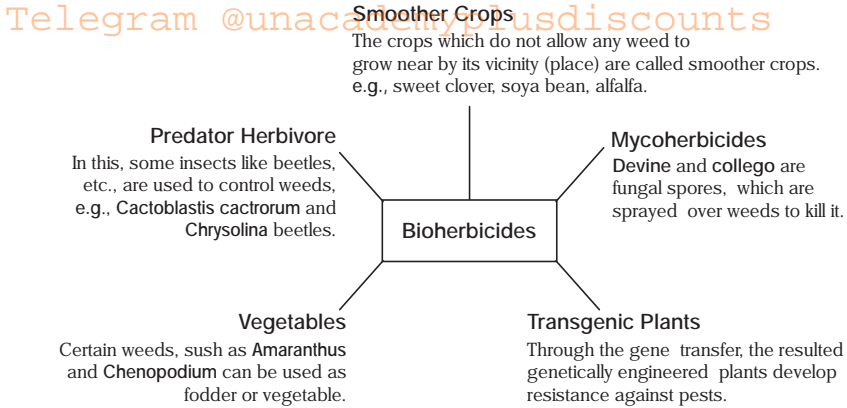 Telegram @unacademyplusdiscounts
Smoother Crops
The crops which do not allow any weed to
grow near by its vicinity (place) are called smoother crops.
e.g., sweet clover, soya bean, alfalfa.
Predator Herbivore
In this, some insects like beetles,
etc., are used to control weeds,
e.g., Cactoblastis cactrorum and
Chrysolina beetles.
Mycoherbicides
Devine and collego are
fungal spores, which are
sprayed over weeds to kill it.
Bioherbicides
Vegetables
Certain weeds, sush as Amaranthus
and Chenopodium can be used as
fodder or vegetable.
Transgenic Plants
Through the gene transfer, the resulted
genetically engineered plants develop
resistance against pests.